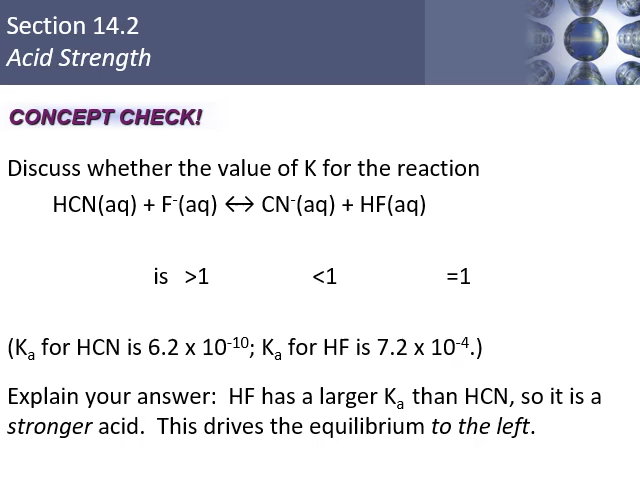 Section 14.2
Acid Strength
CONCEPT CHECK!
Discuss whether the value of K for the reaction
HCN(aq) + F⁻(aq) ↔ CN⁻(aq) + HF(aq)
is >1 <1 =1
(Kₐ for HCN is 6.2 x 10⁻¹⁰; Kₐ for HF is 7.2 x 10⁻⁴.)
Explain your answer: HF has a larger Kₐ than HCN, so it is a
stronger acid. This drives the equilibrium to the left.